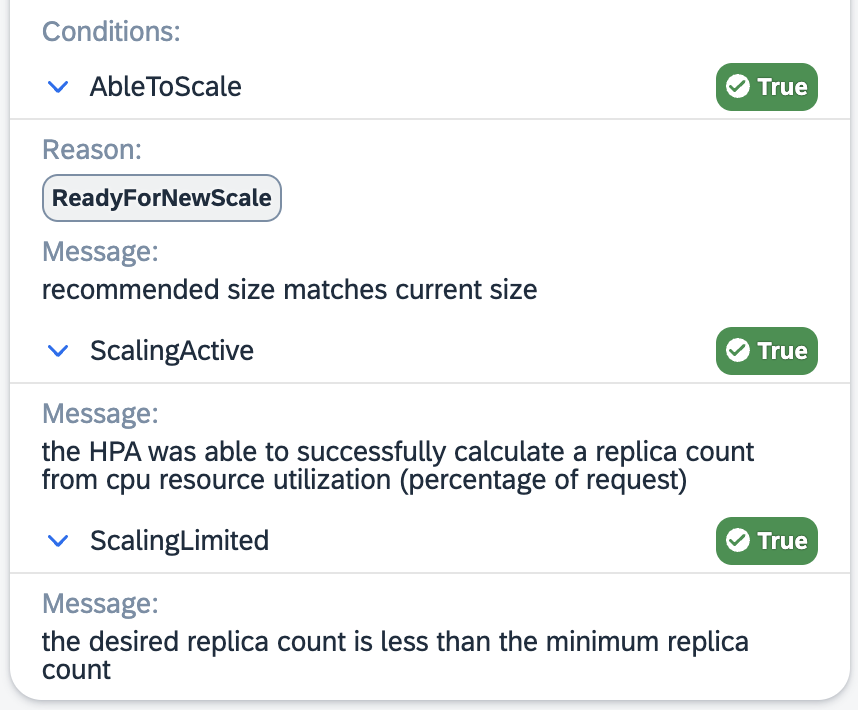 Conditions:
AbleToScale
True
Reason:
ReadyForNewScale
Message:
recommended size matches current size
ScalingActive
True
Message:
the HPA was able to successfully calculate a replica count
from cpu resource utilization (percentage of request)
ScalingLimited
True
Message:
the desired replica count is less than the minimum replica
count